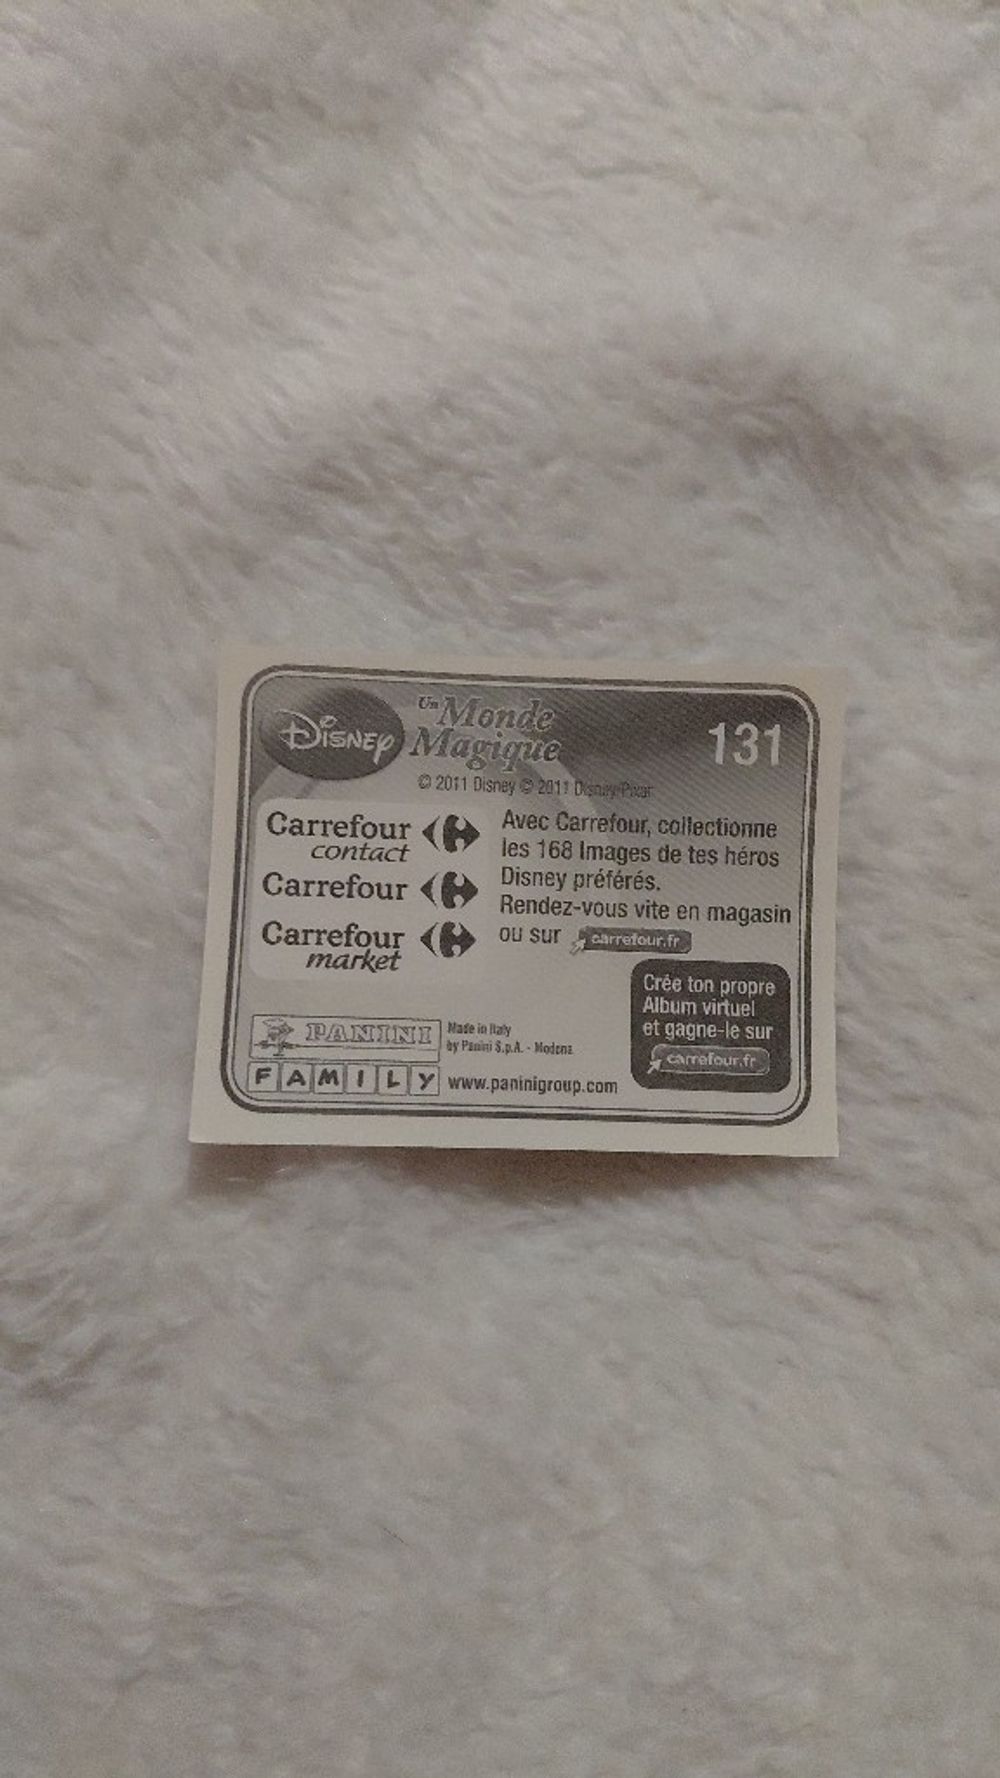 Disney
Un Monde
Magique
131
© 2011 Disney © 2011 Disney/Pixar
Carrefour
contact
Carrefour
Carrefour
market
Avec Carrefour, collectionne
les 168 Images de tes héros
Disney préférés.
Rendez-vous vite en magasin
ou sur carrefour.fr
Crée ton propre
Album virtuel
et gagne-le sur
carrefour.fr
PANINI
FAMILY
Made in Italy
by Panini S.p.A. - Modena
www.paninigroup.com